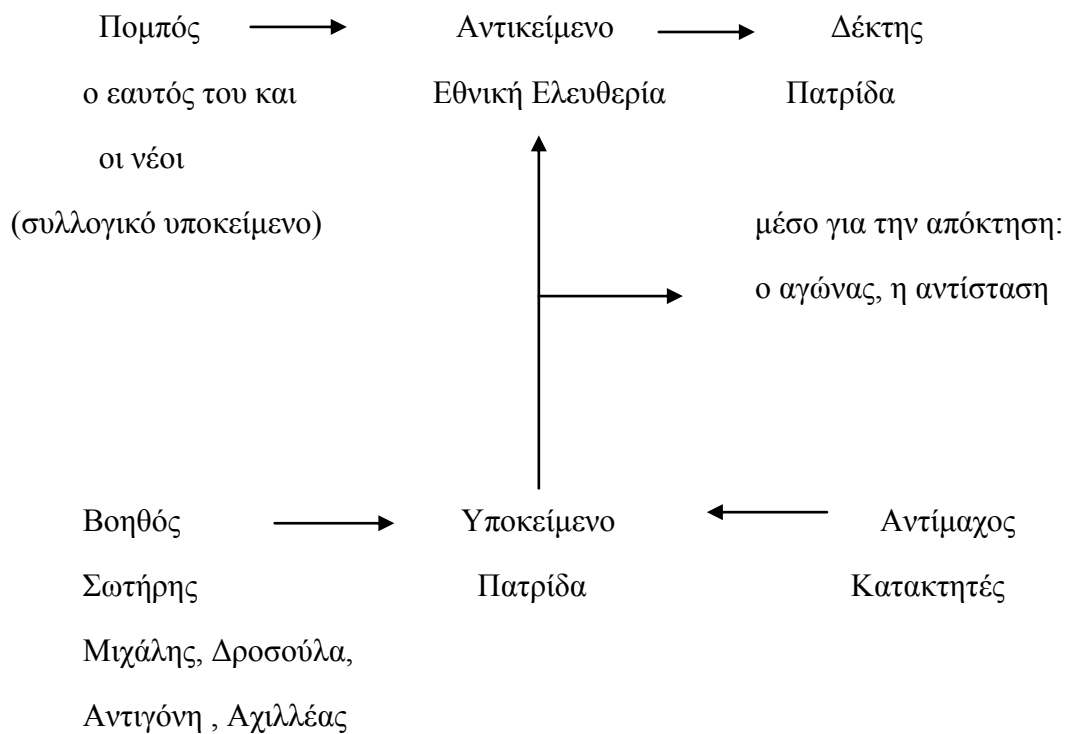 Πομπός Αντικείμενο Δέκτης
ο εαυτός του και Εθνική Ελευθερία Πατρίδα
οι νέοι
(συλλογικό υποκείμενο) μέσο για την απόκτηση:
ο αγώνας, η αντίσταση
Βοηθός Υποκείμενο Αντίμαχος
Σωτήρης Πατρίδα Κατακτητές
Μιχάλης, Δροσούλα,
Αντιγόνη , Αχιλλέας